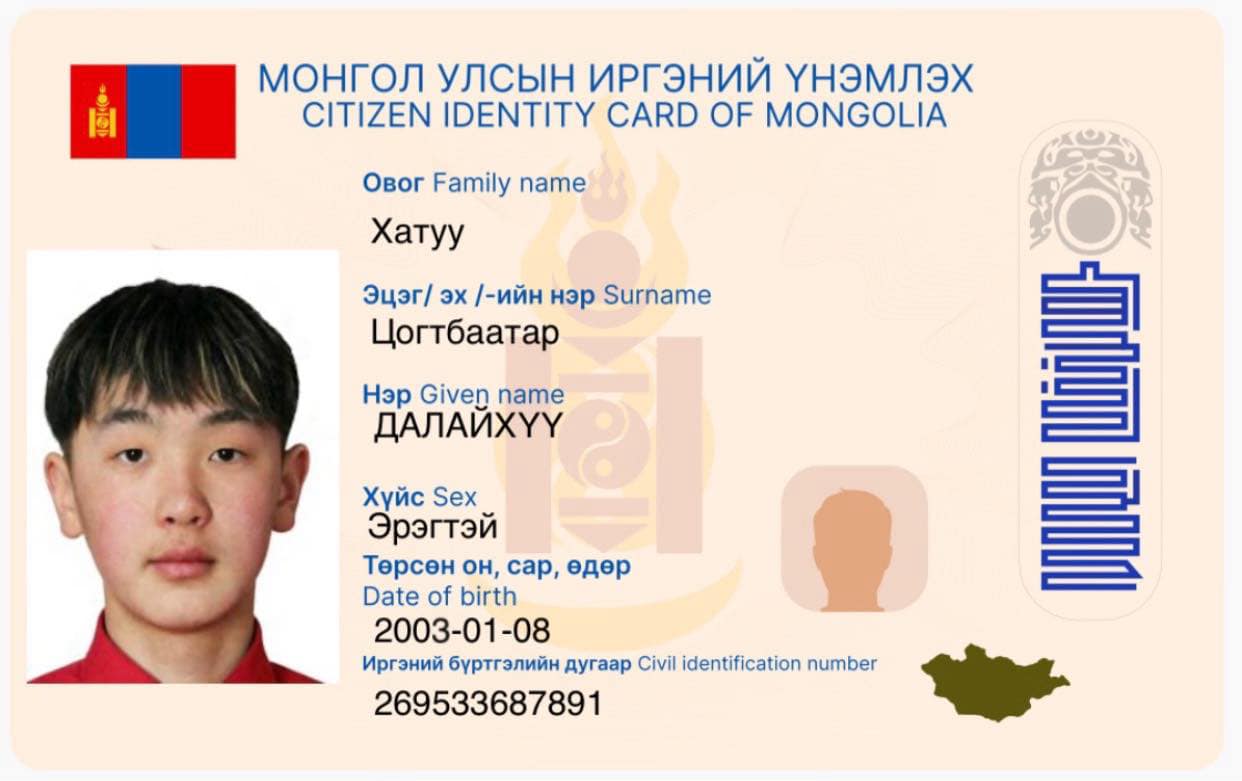 МОНГОЛ УЛСЫН ИРГЭНИЙ ҮНЭМЛЭХ
CITIZEN IDENTITY CARD OF MONGOLIA
Овог Family name
Хатуу
Эцэг/ эх /-ийн нэр Surname
Цогтбаатар
Нэр Given name
ДАЛАЙХҮҮ
Хүйс Sex
Эрэгтэй
Төрсөн он, сар, өдөр
Date of birth
2003-01-08
Иргэний бүртгэлийн дугаар Civil identification number
269533687891